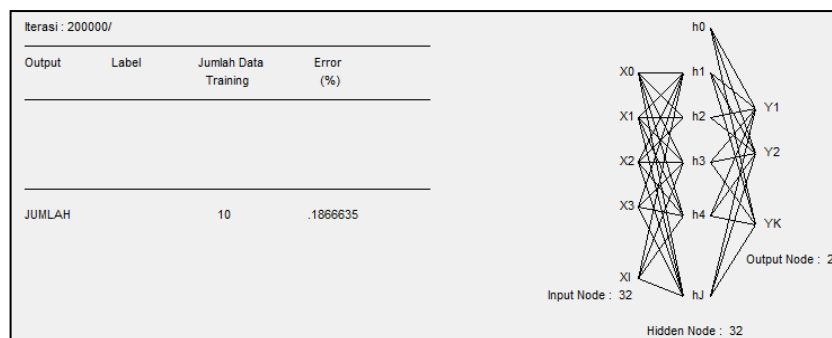 Iterasi : 200000/
Output Label Jumlah Data Training Error (%)
JUMLAH 10 .1866635
h0
X0 h1
X1 h2 Y1
X2 h3 Y2
X3 h4 YK
Output Node : 2
XI hJ
Input Node : 32
Hidden Node : 32